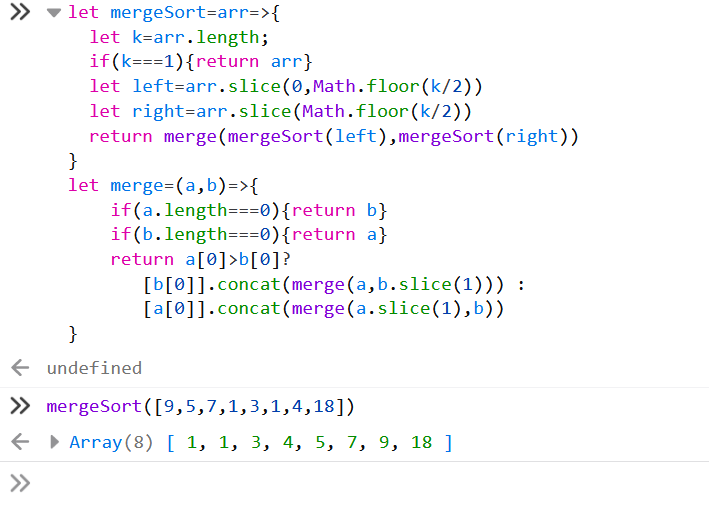 let mergeSort=arr=>{
let k=arr.length;
if(k===1){return arr}
let left=arr.slice(0,Math.floor(k/2))
let right=arr.slice(Math.floor(k/2))
return merge(mergeSort(left),mergeSort(right))
}
let merge=(a,b)=>{
if(a.length===0){return b}
if(b.length===0){return a}
return a[0]>b[0]?
[b[0]].concat(merge(a,b.slice(1))) :
[a[0]].concat(merge(a.slice(1),b))
}
undefined
mergeSort([9,5,7,1,3,1,4,18])
Array(8) [ 1, 1, 3, 4, 5, 7, 9, 18 ]